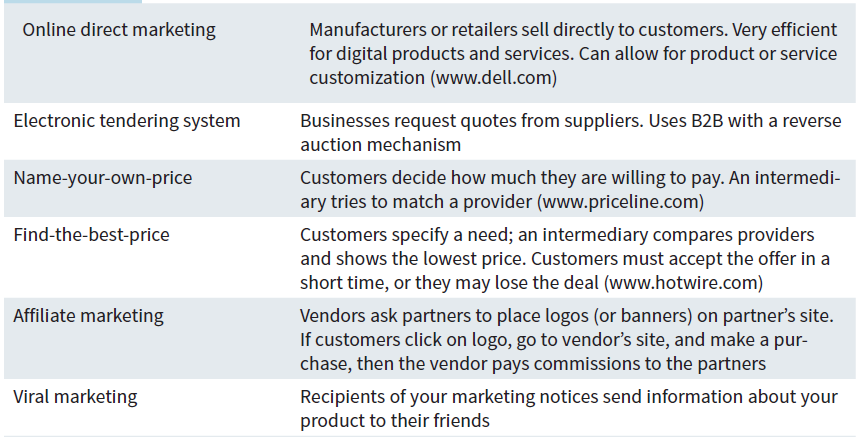 Online direct marketing
Manufacturers or retailers sell directly to customers. Very efficient
for digital products and services. Can allow for product or service
customization (www.dell.com)
Electronic tendering system
Businesses request quotes from suppliers. Uses B2B with a reverse
auction mechanism
Name-your-own-price
Customers decide how much they are willing to pay. An intermedi-
ary tries to match a provider (www.priceline.com)
Find-the-best-price
Customers specify a need; an intermediary compares providers
and shows the lowest price. Customers must accept the offer in a
short time, or they may lose the deal (www.hotwire.com)
Affiliate marketing
Vendors ask partners to place logos (or banners) on partner’s site.
If customers click on logo, go to vendor’s site, and make a pur-
chase, then the vendor pays commissions to the partners
Viral marketing
Recipients of your marketing notices send information about your
product to their friends